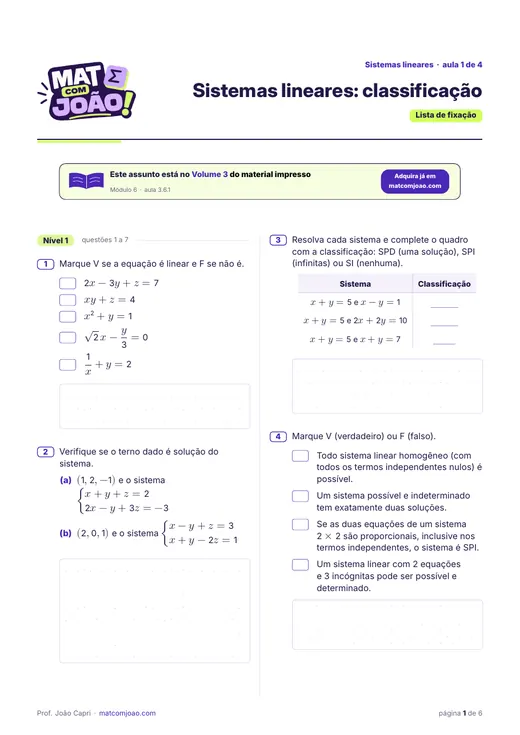 MAT
COM
JOÃO!
Σ
Sistemas lineares · aula 1 de 4
Sistemas lineares: classificação
Lista de fixação
Este assunto está no Volume 3 do material impresso
Módulo 6 · aula 3.6.1
Adquira já em
matcomjoao.com
Nível 1 questões 1 a 7
1 Marque V se a equação é linear e F se não é.
2x − 3y + z = 7
xy + z = 4
x² + y = 1
√2 x − y/3 = 0
1/x + y = 2
2 Verifique se o terno dado é solução do
sistema.
(a) (1, 2, −1) e o sistema
{x + y + z = 2
2x − y + 3z = −3
(b) (2, 0, 1) e o sistema {x − y + z = 3
x + y − 2z = 1
3 Resolva cada sistema e complete o quadro
com a classificação: SPD (uma solução), SPI
(infinitas) ou SI (nenhuma).
Sistema Classificação
x + y = 5 e x − y = 1
x + y = 5 e 2x + 2y = 10
x + y = 5 e x + y = 7
4 Marque V (verdadeiro) ou F (falso).
Todo sistema linear homogêneo (com
todos os termos independentes nulos) é
possível.
Um sistema possível e indeterminado
tem exatamente duas soluções.
Se as duas equações de um sistema
2 × 2 são proporcionais, inclusive nos
termos independentes, o sistema é SPI.
Um sistema linear com 2 equações
e 3 incógnitas pode ser possível e
determinado.
Prof. João Capri · matcomjoao.com
página 1 de 6